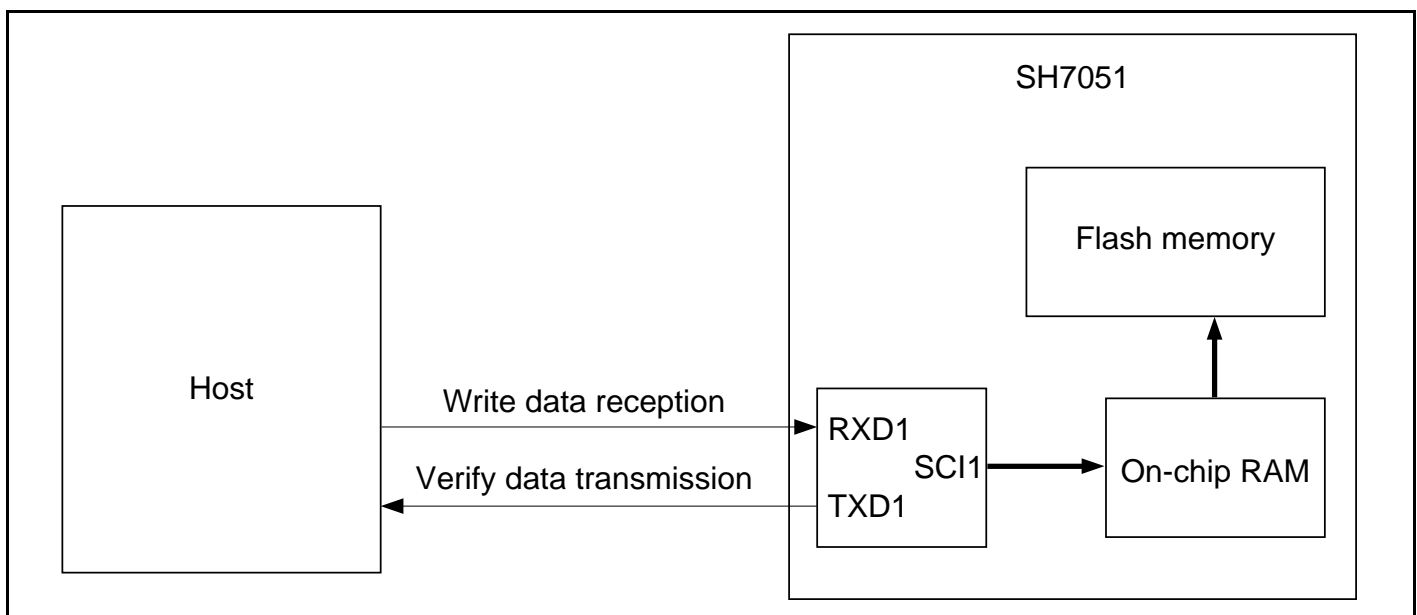 SH7051
Flash memory
Host
Write data reception
RXD1
SCI1
On-chip RAM
Verify data transmission
TXD1